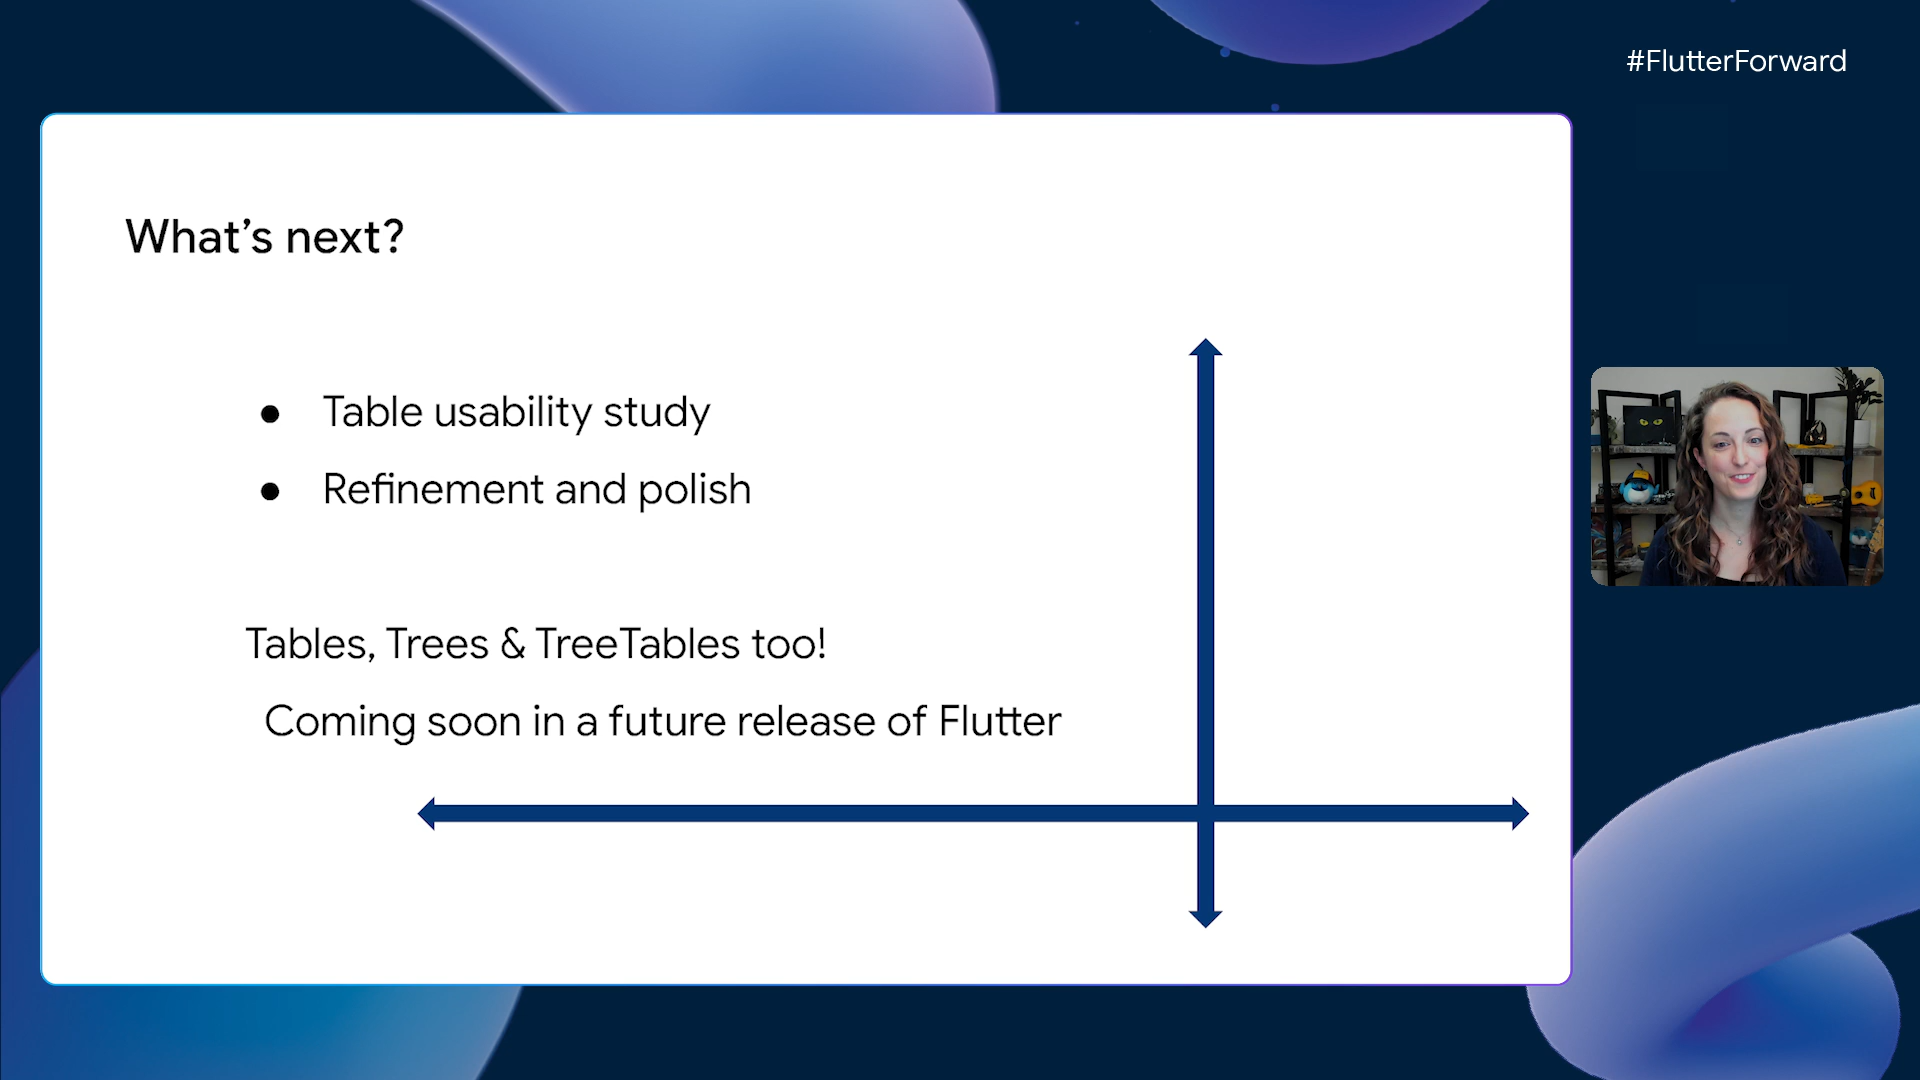 #FlutterForward
What’s next?
● Table usability study
● Refinement and polish
Tables, Trees & TreeTables too!
Coming soon in a future release of Flutter